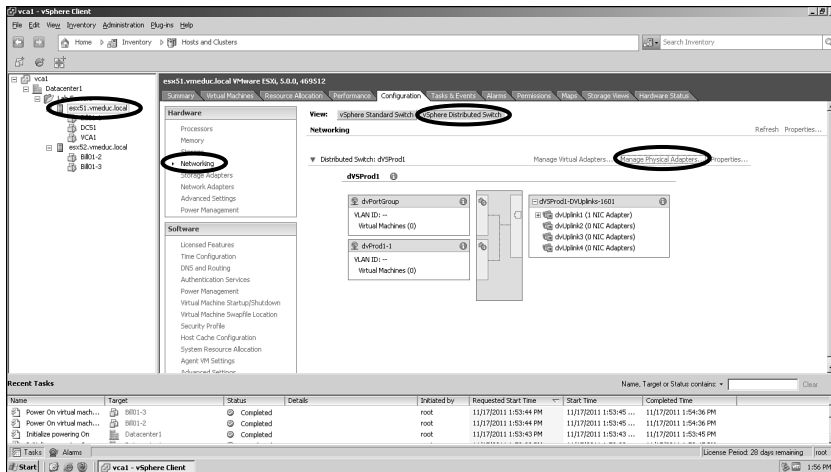 vca1 - vSphere Client
File Edit View Inventory Administration Plug-ins Help
Home Inventory Hosts and Clusters
Search Inventory
vca1
Datacenter1
esx51.vmeduc.local
DC51
VCA1
esx52.vmeduc.local
Bill01-2
Bill01-3
esx51.vmeduc.local VMware ESXi, 5.0.0, 469512
Summary Virtual Machines Resource Allocation Performance Configuration Tasks & Events Alarms Permissions Maps Storage Views Hardware Status
Hardware
Processors
Memory
Networking
Storage Adapters
Network Adapters
Advanced Settings
Power Management
Software
Licensed Features
Time Configuration
DNS and Routing
Authentication Services
Power Management
Virtual Machine Startup/Shutdown
Virtual Machine Swapfile Location
Security Profile
Host Cache Configuration
System Resource Allocation
Agent VM Settings
Advanced Settings
View: vSphere Standard Switch vSphere Distributed Switch
Networking
Refresh Properties...
Distributed Switch: dVSProd1 Manage Virtual Adapters... Manage Physical Adapters... Properties...
dVSProd1
dvPortGroup
VLAN ID: --
Virtual Machines (0)
dvProd1-1
VLAN ID: --
Virtual Machines (0)
dVSProd1-DVUplinks-1601
dvUplink1 (1 NIC Adapter)
dvUplink2 (0 NIC Adapters)
dvUplink3 (0 NIC Adapters)
dvUplink4 (0 NIC Adapters)
Recent Tasks
Name, Target or Status contains: Clear
Name Target Status Details Initiated by Requested Start Time Start Time Completed Time
Power On virtual mach... Bill01-3 Completed root 11/17/2011 1:53:44 PM 11/17/2011 1:53:45 ... 11/17/2011 1:54:36 PM
Power On virtual mach... Bill01-2 Completed root 11/17/2011 1:53:44 PM 11/17/2011 1:53:45 ... 11/17/2011 1:54:36 PM
Initialize powering On Datacenter1 Completed root 11/17/2011 1:53:43 PM 11/17/2011 1:53:43 ... 11/17/2011 1:53:45 PM
Tasks Alarms
License Period: 28 days remaining root
Start vca1 - vSphere Client 1:56 PM